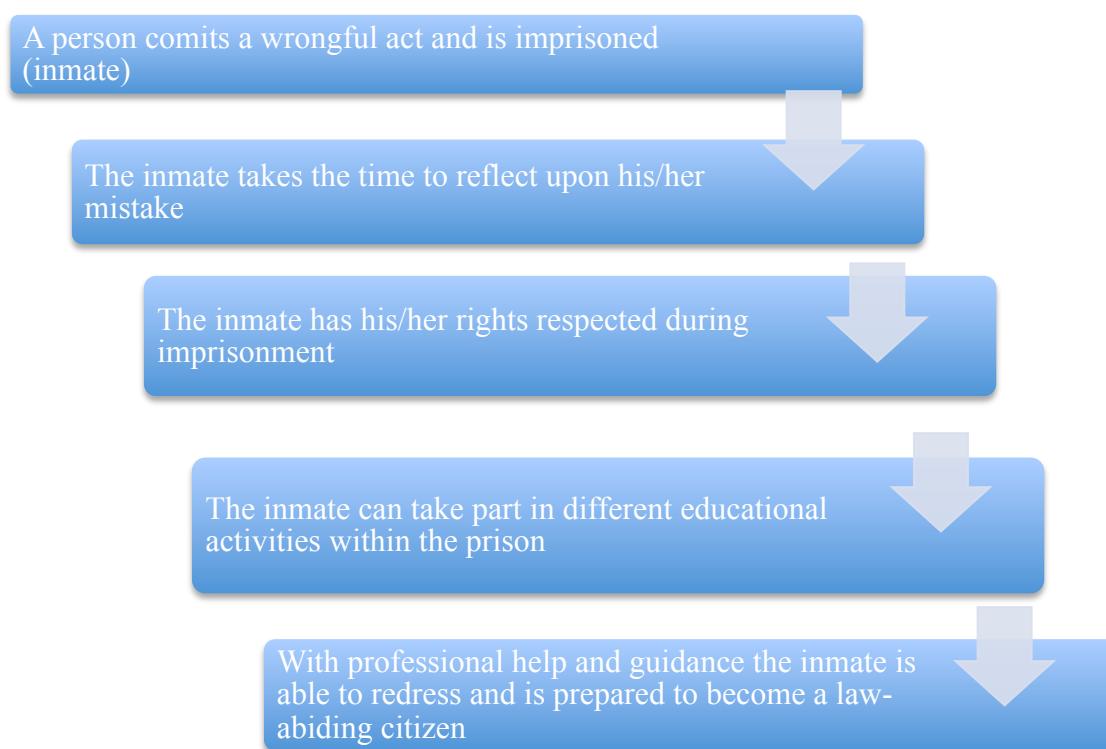 A person comits a wrongful act and is imprisoned
(inmate)
The inmate takes the time to reflect upon his/her
mistake
The inmate has his/her rights respected during
imprisonment
The inmate can take part in different educational
activities within the prison
With professional help and guidance the inmate is
able to redress and is prepared to become a law-
abiding citizen